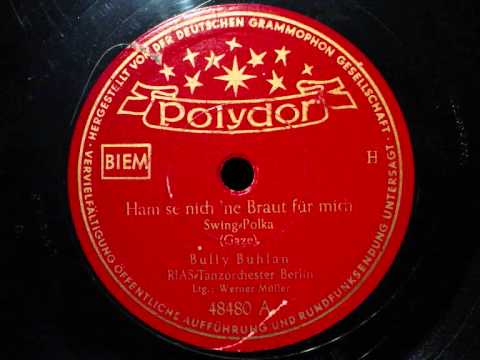 HERGESTELLT VON DER DEUTSCHEN GRAMMOPHON GESELLSCHAFT ·
Polydor
BIEM
H
Ham se nich 'ne Braut für mich
Swing-Polka
(Gaze)
Bully Buhlan
RIAS-Tanzorchester Berlin
Ltg.: Werner Müller
48480 A
VERVIELFÄLTIGUNG ÖFFENTLICHE AUFFÜHRUNG UND RUNDFUNKSENDUNG UNTERSAGT ·